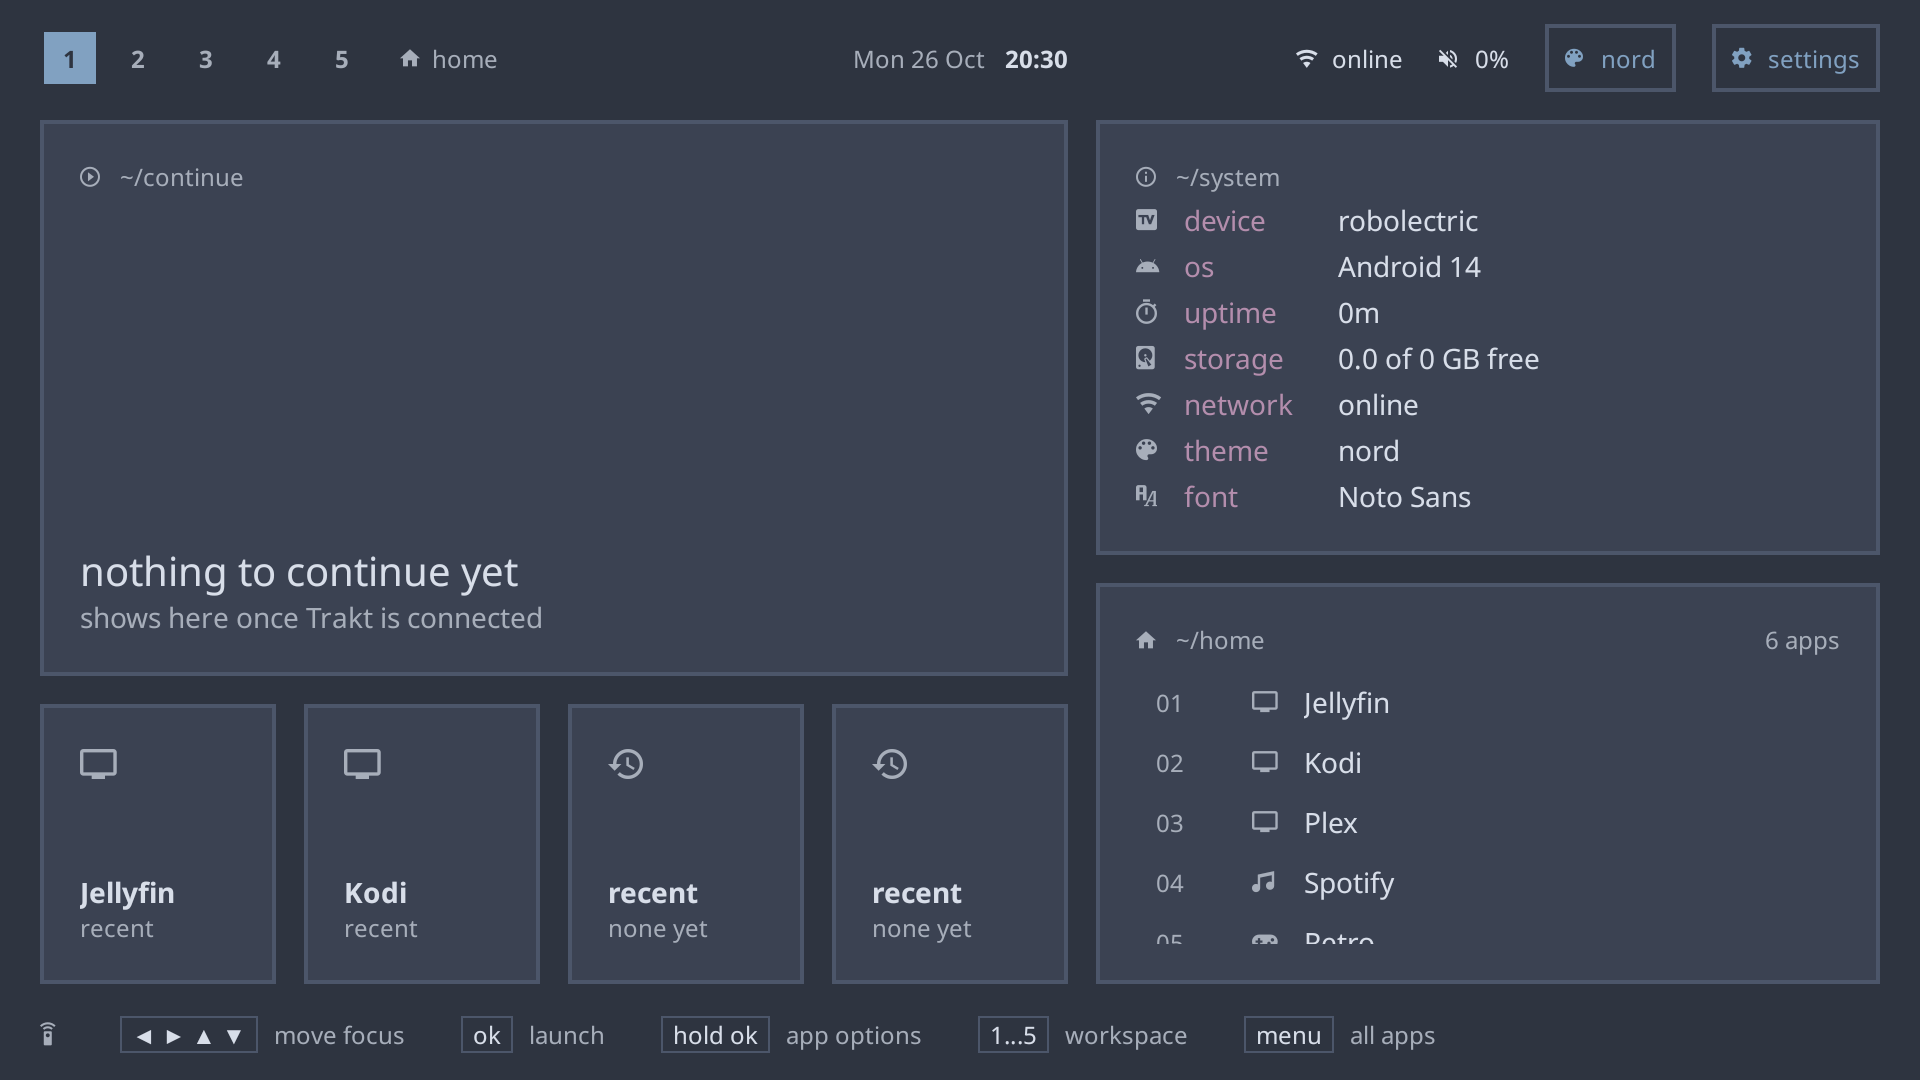 1 2 3 4 5 home Mon 26 Oct 20:30 online 0% nord settings
~/continue
nothing to continue yet
shows here once Trakt is connected
~/system
device robolectric
os Android 14
uptime 0m
storage 0.0 of 0 GB free
network online
theme nord
font Noto Sans
Jellyfin
recent
Kodi
recent
recent
none yet
recent
none yet
~/home 6 apps
01 Jellyfin
02 Kodi
03 Plex
04 Spotify
05 Retro
◀ ▶ ▲ ▼ move focus ok launch hold ok app options 1…5 workspace menu all apps